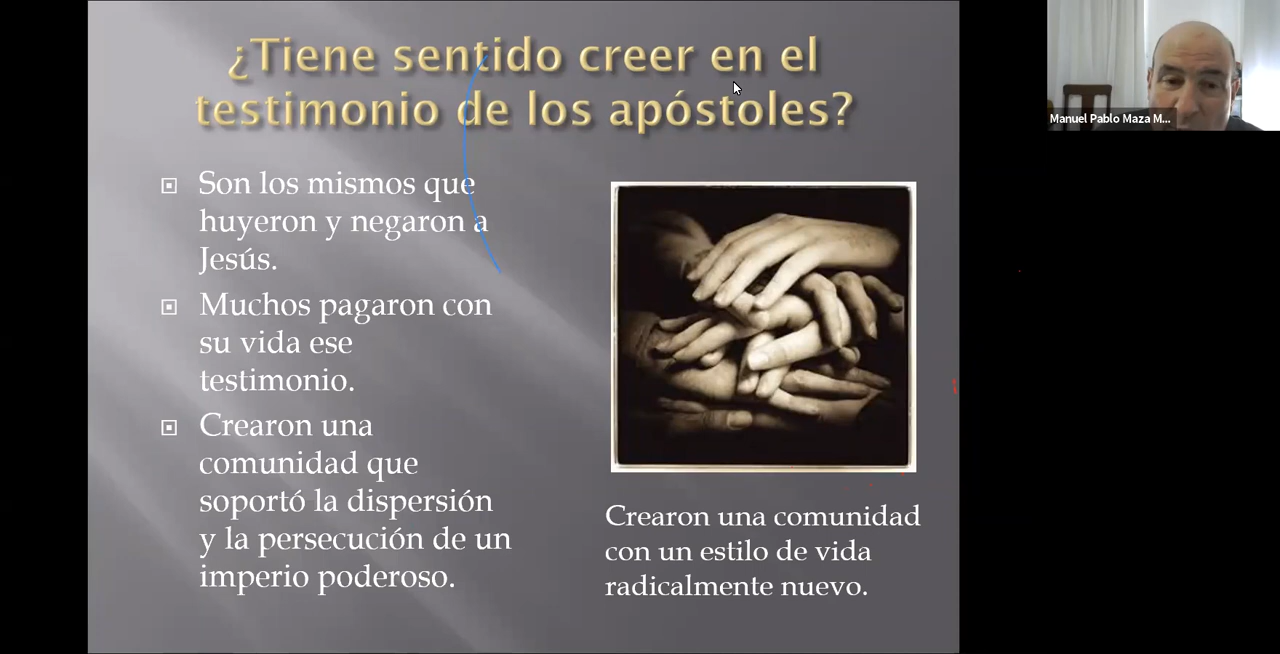 ¿Tiene sentido creer en el
testimonio de los apóstoles?
Son los mismos que
huyeron y negaron a
Jesús.
Muchos pagaron con
su vida ese
testimonio.
Crearon una
comunidad que
soportó la dispersión
y la persecución de un
imperio poderoso.
Crearon una comunidad
con un estilo de vida
radicalmente nuevo.
Manuel Pablo Maza M...